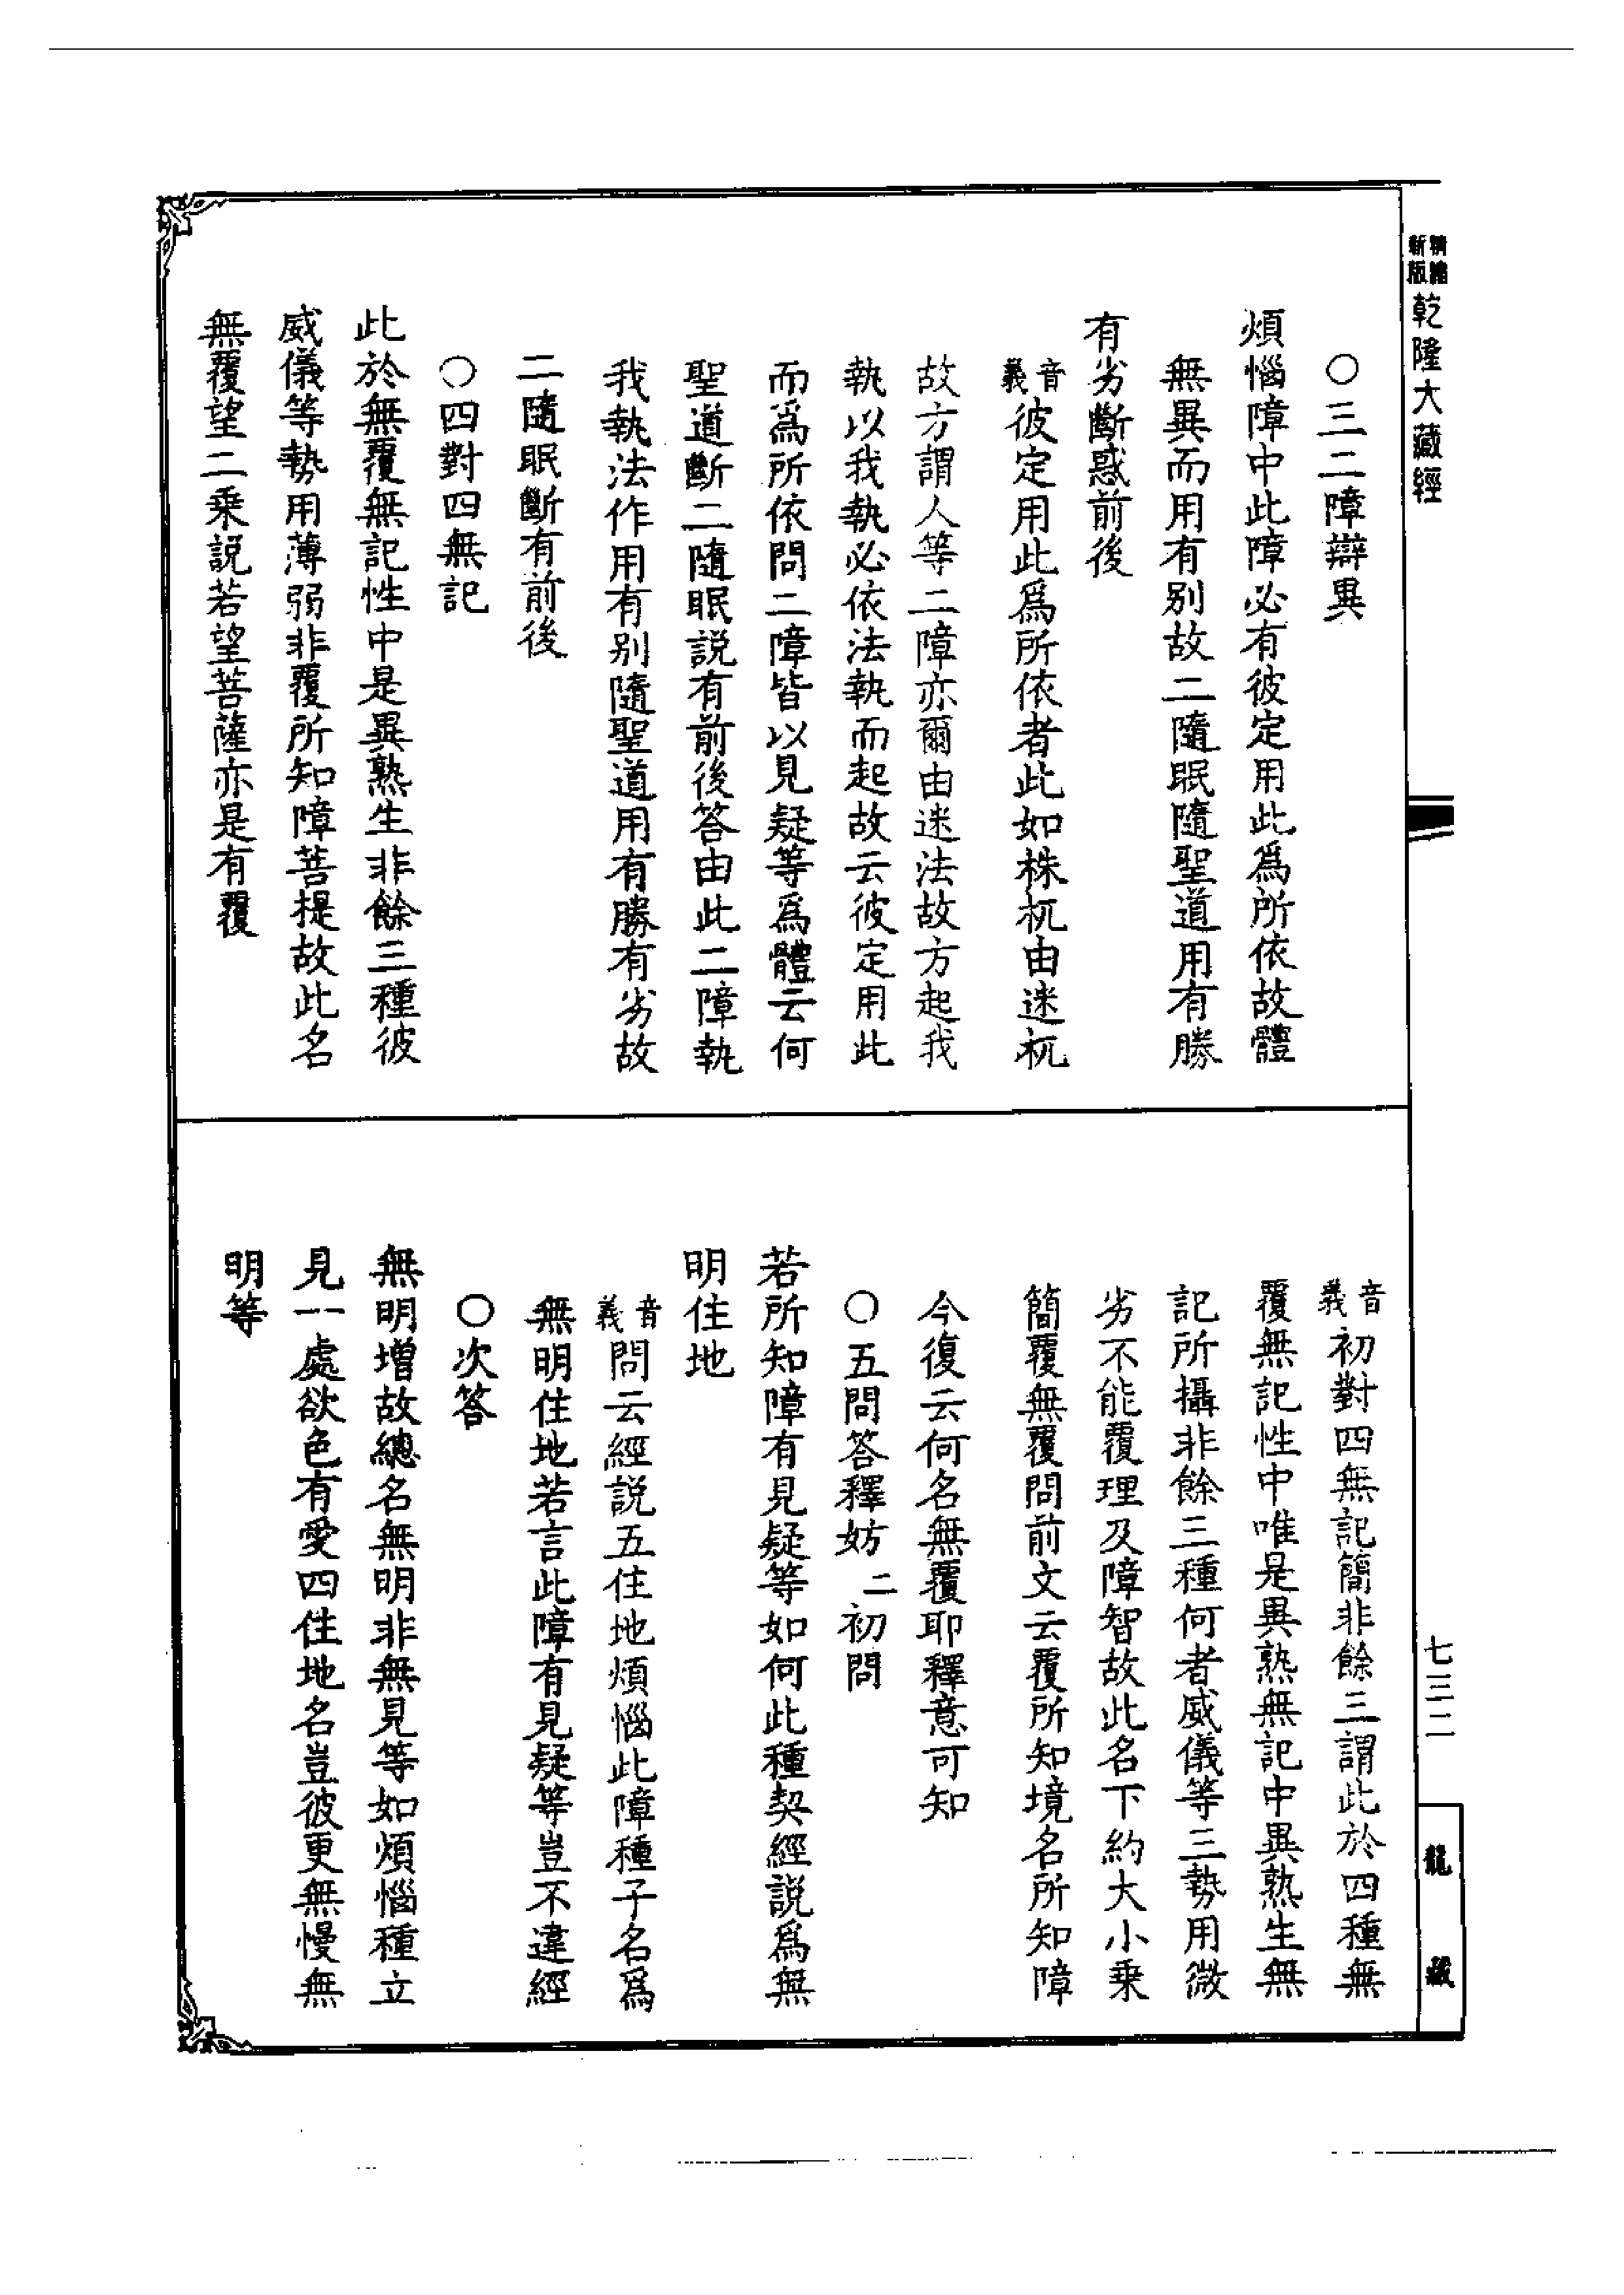 精縮新版乾隆大藏經
○三二障辯異
煩惱障中此障必有彼定用此爲所依故體
無異而用有別故二隨眠隨聖道用有勝
有劣斷惑前後
音義彼定用此爲所依者此如株杌由迷杌
故方謂人等二障亦爾由迷法故方起我
執以我執必依法執而起故云彼定用此
而爲所依問二障皆以見疑等爲體云何
聖道斷二隨眠説有前後答由此二障執
我執法作用有別隨聖道用有勝有劣故
二隨眠斷有前後
○四對四無記
此於無覆無記性中是異熟生非餘三種彼
威儀等勢用薄弱非覆所知障菩提故此名
無覆望二乘説若望菩薩亦是有覆
音義初對四無記簡非餘三謂此於四種無
覆無記性中唯是異熟無記中異熟生無
記所攝非餘三種何者威儀等三勢用微
劣不能覆理及障智故此名下約大小乗
簡覆無覆問前文云覆所知境名所知障
今復云何名無覆耶釋意可知
○五問答釋妨二初問
若所知障有見疑等如何此種契經説爲無
明住地
音義問云經説五住地煩惱此障種子名爲
無明住地若言此障有見疑等豈不違經
○次答
無明增故總名無明非無見等如煩惱種立
見一處欲色有愛四住地名豈彼更無慢無
明等
七三二
龍藏